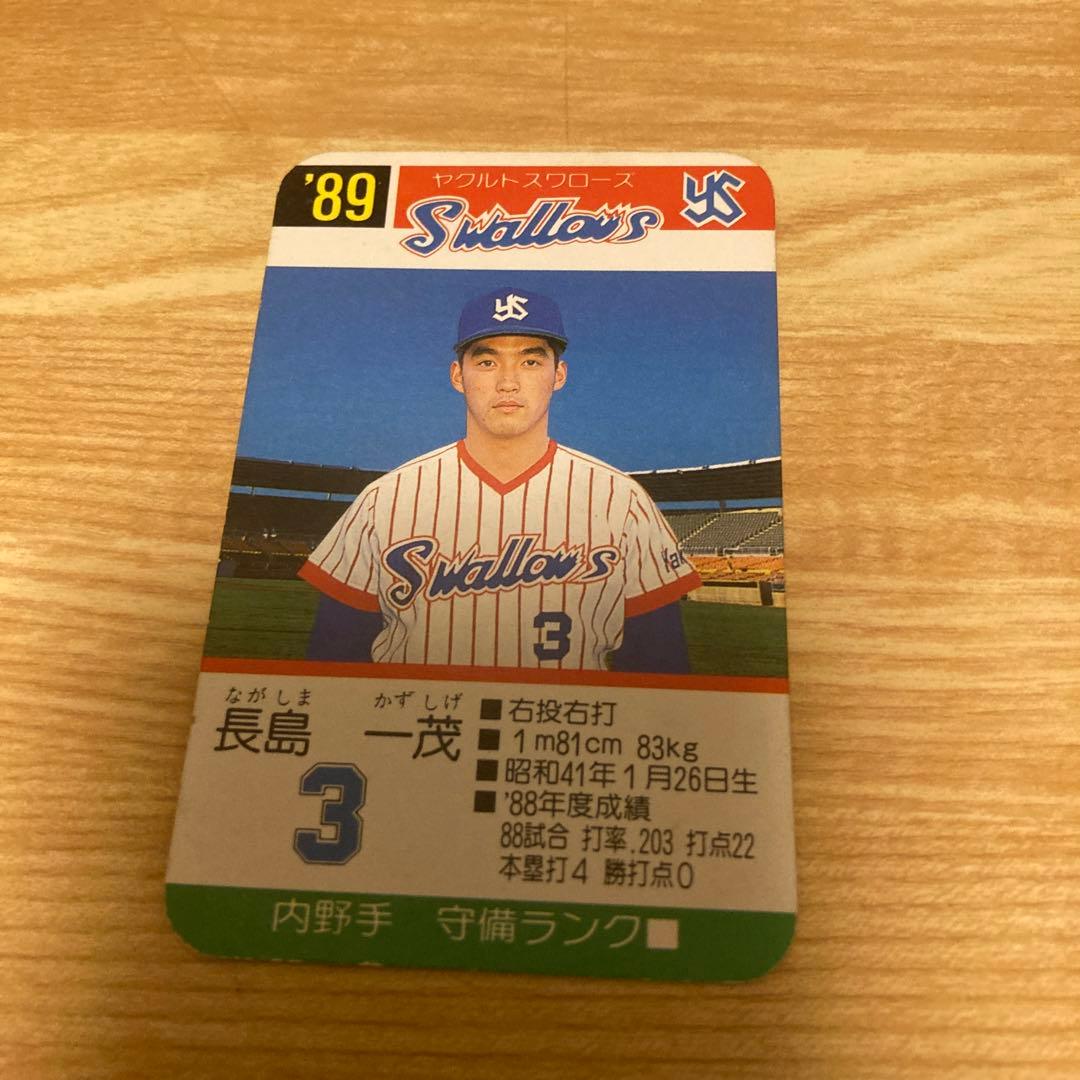 '89
ヤクルトスワローズ
Swallows
YS
YS
Swallows
3
ながしま かずしげ
長島 一茂
3
■右投右打
■1m81cm 83kg
■昭和41年1月26日生
■'88年度成績
88試合 打率.203 打点22
本塁打4 勝打点0
内野手 守備ランク■